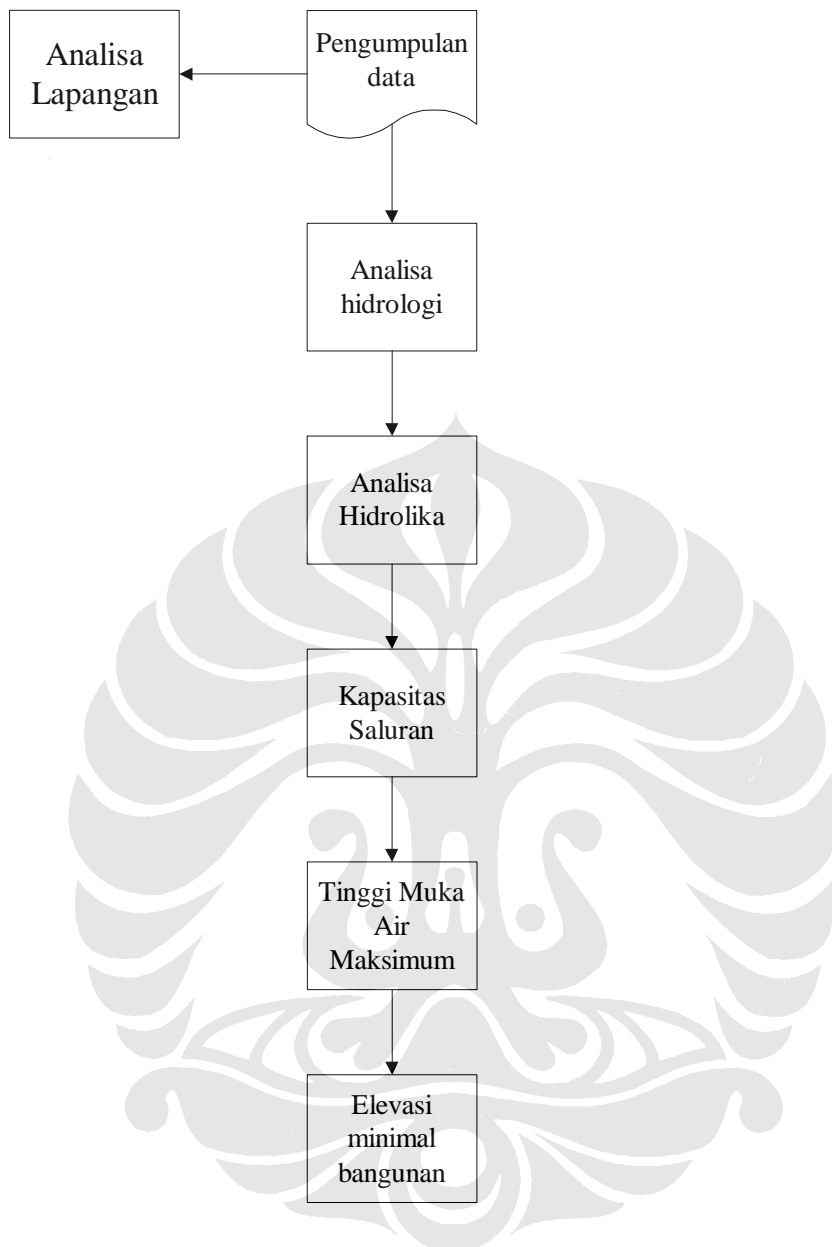 Analisa
Lapangan
Pengumpulan
data
Analisa
hidrologi
Analisa
Hidrolika
Kapasitas
Saluran
Tinggi Muka
Air
Maksimum
Elevasi
minimal
bangunan